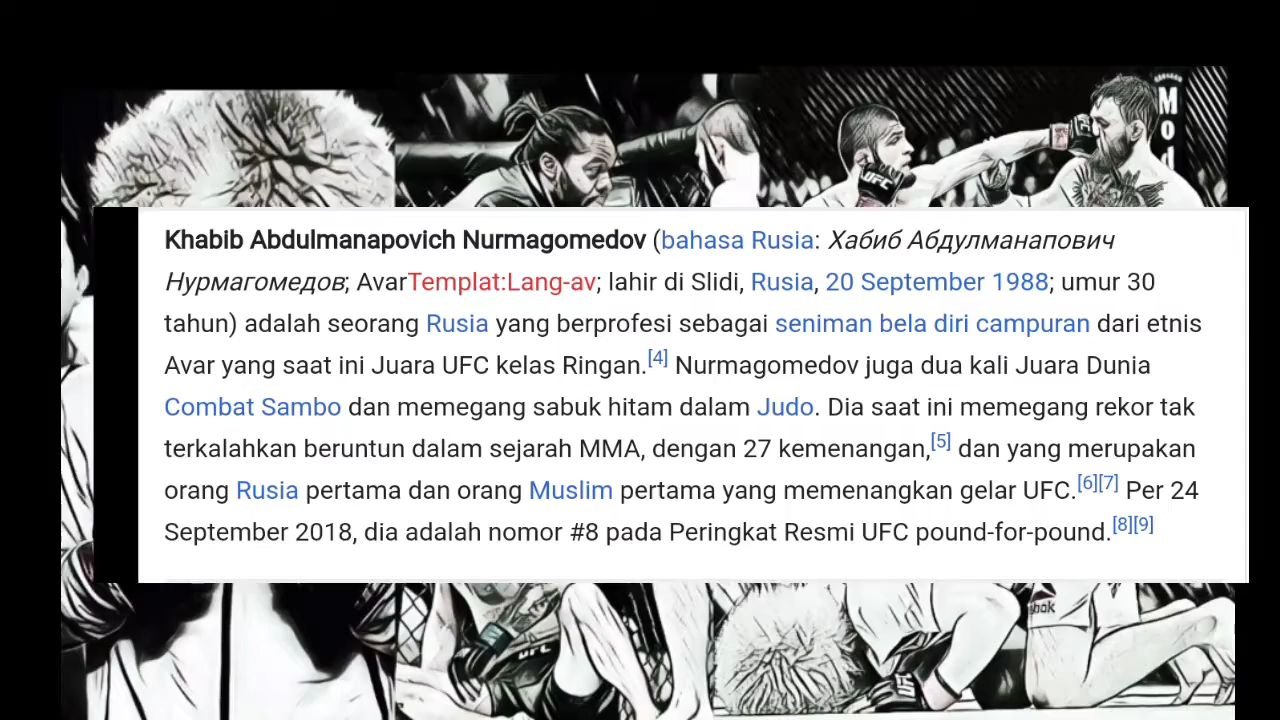 Mod
UFC
Khabib Abdulmanapovich Nurmagomedov (bahasa Rusia: Хабиб Абдулманапович
Нурмагомедов; AvarTemplat:Lang-av; lahir di Slidi, Rusia, 20 September 1988; umur 30
tahun) adalah seorang Rusia yang berprofesi sebagai seniman bela diri campuran dari etnis
Avar yang saat ini Juara UFC kelas Ringan.[4] Nurmagomedov juga dua kali Juara Dunia
Combat Sambo dan memegang sabuk hitam dalam Judo. Dia saat ini memegang rekor tak
terkalahkan beruntun dalam sejarah MMA, dengan 27 kemenangan,[5] dan yang merupakan
orang Rusia pertama dan orang Muslim pertama yang memenangkan gelar UFC.[6][7] Per 24
September 2018, dia adalah nomor #8 pada Peringkat Resmi UFC pound-for-pound.[8][9]
UFC